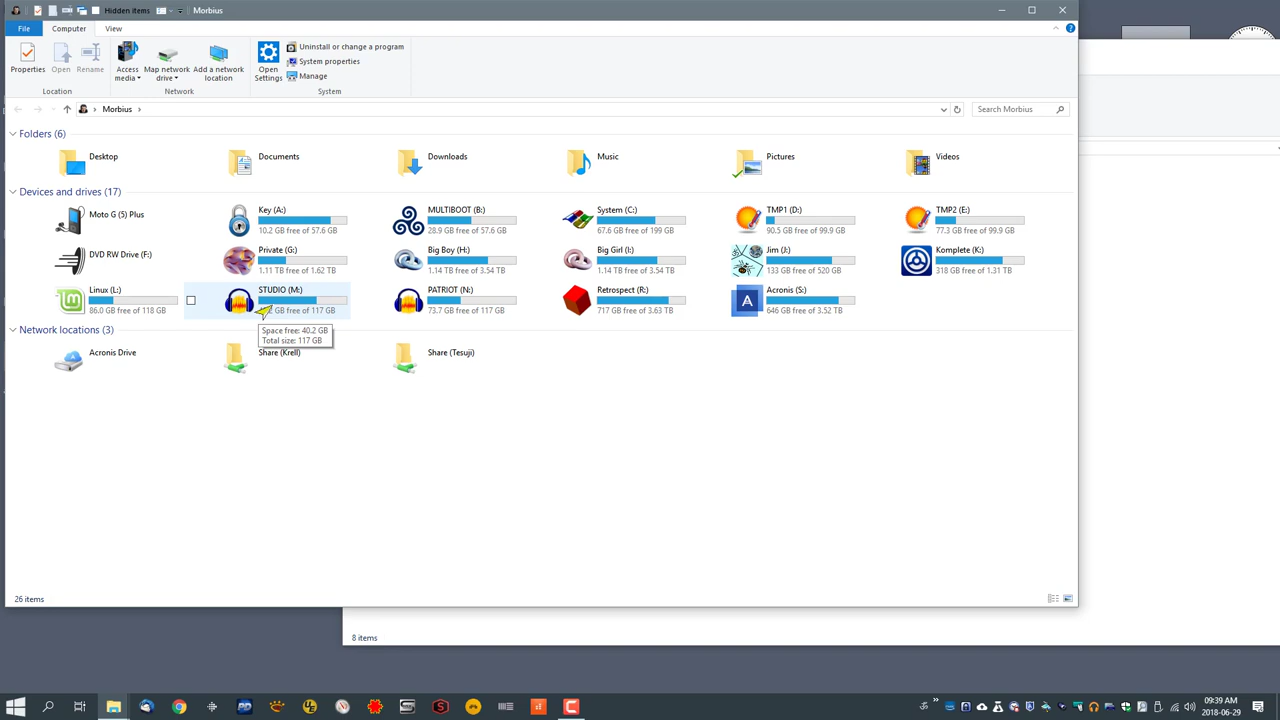 Hidden items
Morbius
File
Computer
View
Properties
Open
Rename
Access media
Map network drive
Add a network location
Open Settings
Uninstall or change a program
System properties
Manage
Location
Network
System
Morbius
Search Morbius
Folders (6)
Desktop
Documents
Downloads
Music
Pictures
Videos
Devices and drives (17)
Moto G (5) Plus
Key (A:)
10.2 GB free of 57.6 GB
MULTIBOOT (B:)
28.9 GB free of 57.6 GB
System (C:)
67.6 GB free of 199 GB
TMP1 (D:)
90.5 GB free of 99.9 GB
TMP2 (E:)
77.3 GB free of 99.9 GB
DVD RW Drive (F:)
Private (G:)
1.11 TB free of 1.62 TB
Big Boy (H:)
1.14 TB free of 3.54 TB
Big Girl (I:)
1.14 TB free of 3.54 TB
Jim (J:)
133 GB free of 520 GB
Komplete (K:)
318 GB free of 1.31 TB
Linux (L:)
86.0 GB free of 118 GB
STUDIO (M:)
GB free of 117 GB
PATRIOT (N:)
73.7 GB free of 117 GB
Retrospect (R:)
717 GB free of 3.63 TB
Acronis (S:)
646 GB free of 3.52 TB
Space free: 40.2 GB
Total size: 117 GB
Network locations (3)
Acronis Drive
Share (Krell)
Share (Tesuji)
26 items
8 items
09:39 AM
2018-06-29